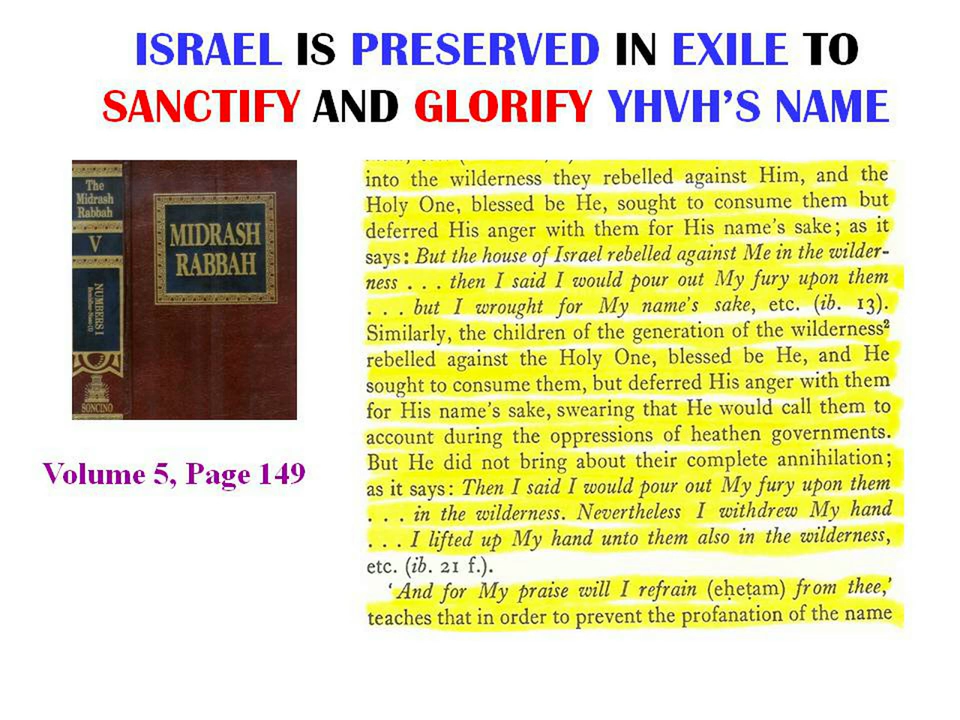 ISRAEL IS PRESERVED IN EXILE TO
SANCTIFY AND GLORIFY YHVH'S NAME
The
Midrash
Rabbah
V
NUMBERS I
SONCINO
MIDRASH
RABBAH
Volume 5, Page 149
into the wilderness they rebelled against Him, and the
Holy One, blessed be He, sought to consume them but
deferred His anger with them for His name's sake; as it
says: But the house of Israel rebelled against Me in the wilder-
ness . . . then I said I would pour out My fury upon them
. . . but I wrought for My name's sake, etc. (ib. 13).
Similarly, the children of the generation of the wilderness²
rebelled against the Holy One, blessed be He, and He
sought to consume them, but deferred His anger with them
for His name's sake, swearing that He would call them to
account during the oppressions of heathen governments.
But He did not bring about their complete annihilation;
as it says: Then I said I would pour out My fury upon them
. . . in the wilderness. Nevertheless I withdrew My hand
. . . I lifted up My hand unto them also in the wilderness,
etc. (ib. 21 f.).
'And for My praise will I refrain (eḥeṭam) from thee,'
teaches that in order to prevent the profanation of the name